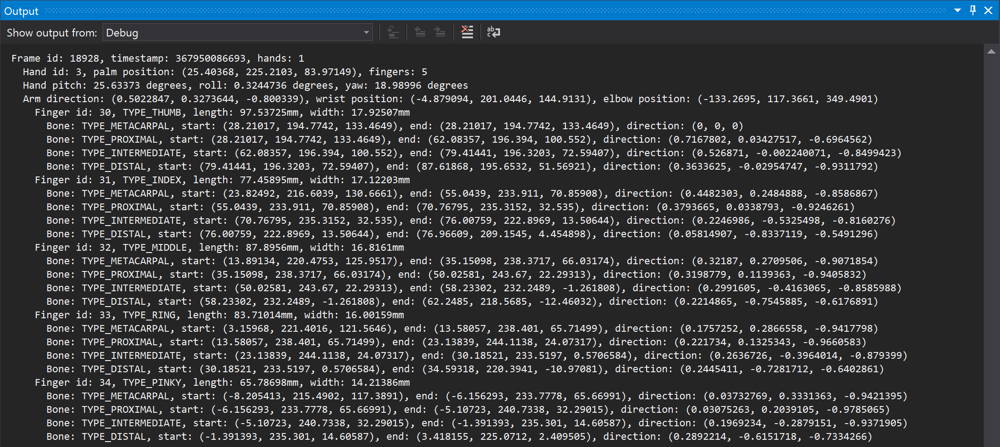 Output
Show output from: Debug
Frame id: 18928, timestamp: 367950086693, hands: 1
Hand id: 3, palm position: (25.40368, 225.2103, 83.97149), fingers: 5
Hand pitch: 25.63373 degrees, roll: 0.3244736 degrees, yaw: 18.98996 degrees
Arm direction: (0.5022847, 0.3273644, -0.800339), wrist position: (-4.879094, 201.0446, 144.9131), elbow position: (-133.2695, 117.3661, 349.4901)
Finger id: 30, TYPE_THUMB, length: 97.53725mm, width: 17.92507mm
Bone: TYPE_METACARPAL, start: (28.21017, 194.7742, 133.4649), end: (28.21017, 194.7742, 133.4649), direction: (0, 0, 0)
Bone: TYPE_PROXIMAL, start: (28.21017, 194.7742, 133.4649), end: (62.08357, 196.394, 100.552), direction: (0.7167802, 0.03427517, -0.6964562)
Bone: TYPE_INTERMEDIATE, start: (62.08357, 196.394, 100.552), end: (79.41441, 196.3203, 72.59407), direction: (0.526871, -0.002240071, -0.8499423)
Bone: TYPE_DISTAL, start: (79.41441, 196.3203, 72.59407), end: (87.61868, 195.6532, 51.56921), direction: (0.3633625, -0.02954747, -0.9311792)
Finger id: 31, TYPE_INDEX, length: 77.45895mm, width: 17.12203mm
Bone: TYPE_METACARPAL, start: (23.82492, 216.6039, 130.6661), end: (55.0439, 233.911, 70.85908), direction: (0.4482303, 0.2484888, -0.8586867)
Bone: TYPE_PROXIMAL, start: (55.0439, 233.911, 70.85908), end: (70.76795, 235.3152, 32.535), direction: (0.3793665, 0.0338793, -0.9246261)
Bone: TYPE_INTERMEDIATE, start: (70.76795, 235.3152, 32.535), end: (76.00759, 222.8969, 13.50644), direction: (0.2246986, -0.5325498, -0.8160276)
Bone: TYPE_DISTAL, start: (76.00759, 222.8969, 13.50644), end: (76.96609, 209.1545, 4.454898), direction: (0.05814907, -0.8337119, -0.5491296)
Finger id: 32, TYPE_MIDDLE, length: 87.8956mm, width: 16.8161mm
Bone: TYPE_METACARPAL, start: (13.89134, 220.4753, 125.9517), end: (35.15098, 238.3717, 66.03174), direction: (0.32187, 0.2709506, -0.9071854)
Bone: TYPE_PROXIMAL, start: (35.15098, 238.3717, 66.03174), end: (50.02581, 243.67, 22.29313), direction: (0.3198779, 0.1139363, -0.9405832)
Bone: TYPE_INTERMEDIATE, start: (50.02581, 243.67, 22.29313), end: (58.23302, 232.2489, -1.261808), direction: (0.2991605, -0.4163065, -0.8585988)
Bone: TYPE_DISTAL, start: (58.23302, 232.2489, -1.261808), end: (62.2485, 218.5685, -12.46032), direction: (0.2214865, -0.7545885, -0.6176891)
Finger id: 33, TYPE_RING, length: 83.71014mm, width: 16.00159mm
Bone: TYPE_METACARPAL, start: (3.15968, 221.4016, 121.5646), end: (13.58057, 238.401, 65.71499), direction: (0.1757252, 0.2866558, -0.9417798)
Bone: TYPE_PROXIMAL, start: (13.58057, 238.401, 65.71499), end: (23.13839, 244.1138, 24.07317), direction: (0.221734, 0.1325343, -0.9660583)
Bone: TYPE_INTERMEDIATE, start: (23.13839, 244.1138, 24.07317), end: (30.18521, 233.5197, 0.5706584), direction: (0.2636726, -0.3964014, -0.879399)
Bone: TYPE_DISTAL, start: (30.18521, 233.5197, 0.5706584), end: (34.59318, 220.3941, -10.97081), direction: (0.2445411, -0.7281712, -0.6402861)
Finger id: 34, TYPE_PINKY, length: 65.78698mm, width: 14.21386mm
Bone: TYPE_METACARPAL, start: (-8.205413, 215.4902, 117.3891), end: (-6.156293, 233.7778, 65.66991), direction: (0.03732769, 0.3331363, -0.9421395)
Bone: TYPE_PROXIMAL, start: (-6.156293, 233.7778, 65.66991), end: (-5.10723, 240.7338, 32.29015), direction: (0.03075263, 0.2039105, -0.9785065)
Bone: TYPE_INTERMEDIATE, start: (-5.10723, 240.7338, 32.29015), end: (-1.391393, 235.301, 14.60587), direction: (0.1969234, -0.2879151, -0.9371905)
Bone: TYPE_DISTAL, start: (-1.391393, 235.301, 14.60587), end: (3.418155, 225.0712, 2.409505), direction: (0.2892214, -0.6151718, -0.7334266)